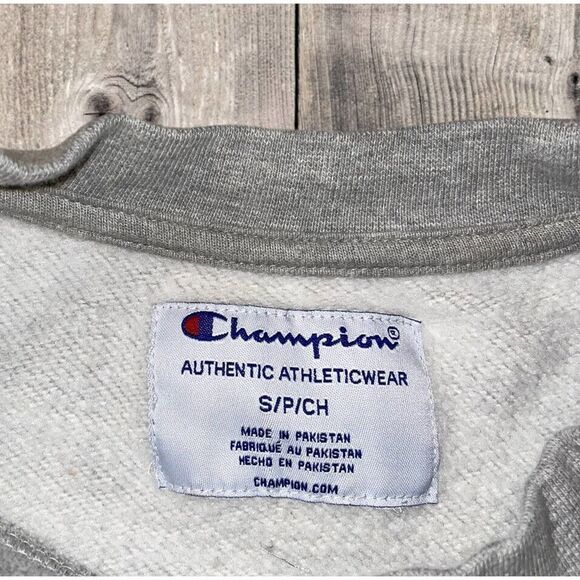 Champion®
AUTHENTIC ATHLETICWEAR
S/P/CH
MADE IN PAKISTAN
FABRIQUÉ AU PAKISTAN
HECHO EN PAKISTAN
CHAMPION.COM